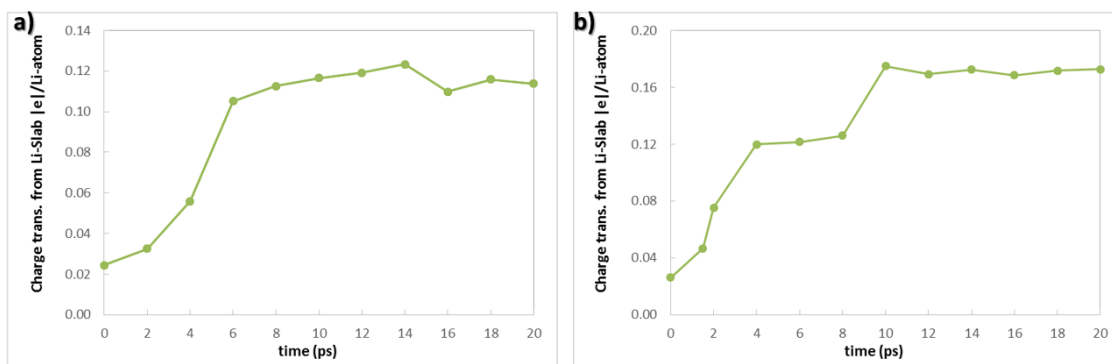 a)
Charge trans. from Li-Slab |e|/Li-atom
0.14
0.12
0.10
0.08
0.06
0.04
0.02
0.00
0 2 4 6 8 10 12 14 16 18 20
time (ps)
b)
Charge trans. from Li-Slab |e|/Li-atom
0.20
0.16
0.12
0.08
0.04
0.00
0 2 4 6 8 10 12 14 16 18 20
time (ps)